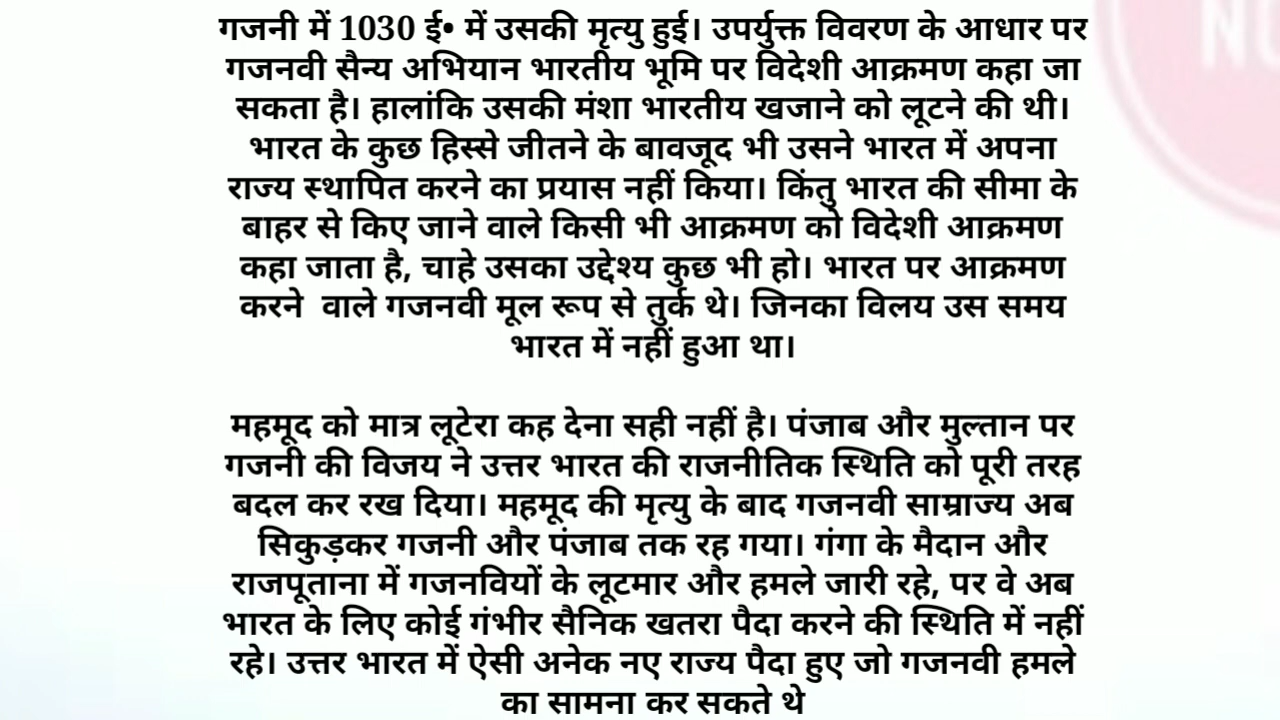 गजनी में 1030 ई• में उसकी मृत्यु हुई। उपर्युक्त विवरण के आधार पर
गजनवी सैन्य अभियान भारतीय भूमि पर विदेशी आक्रमण कहा जा
सकता है। हालांकि उसकी मंशा भारतीय खजाने को लूटने की थी।
भारत के कुछ हिस्से जीतने के बावजूद भी उसने भारत में अपना
राज्य स्थापित करने का प्रयास नहीं किया। किंतु भारत की सीमा के
बाहर से किए जाने वाले किसी भी आक्रमण को विदेशी आक्रमण
कहा जाता है, चाहे उसका उद्देश्य कुछ भी हो। भारत पर आक्रमण
करने  वाले गजनवी मूल रूप से तुर्क थे। जिनका विलय उस समय
भारत में नहीं हुआ था।

महमूद को मात्र लूटेरा कह देना सही नहीं है। पंजाब और मुल्तान पर
गजनी की विजय ने उत्तर भारत की राजनीतिक स्थिति को पूरी तरह
बदल कर रख दिया। महमूद की मृत्यु के बाद गजनवी साम्राज्य अब
सिकुड़कर गजनी और पंजाब तक रह गया। गंगा के मैदान और
राजपूताना में गजनवियों के लूटमार और हमले जारी रहे, पर वे अब
भारत के लिए कोई गंभीर सैनिक खतरा पैदा करने की स्थिति में नहीं
रहे। उत्तर भारत में ऐसी अनेक नए राज्य पैदा हुए जो गजनवी हमले
का सामना कर सकते थे